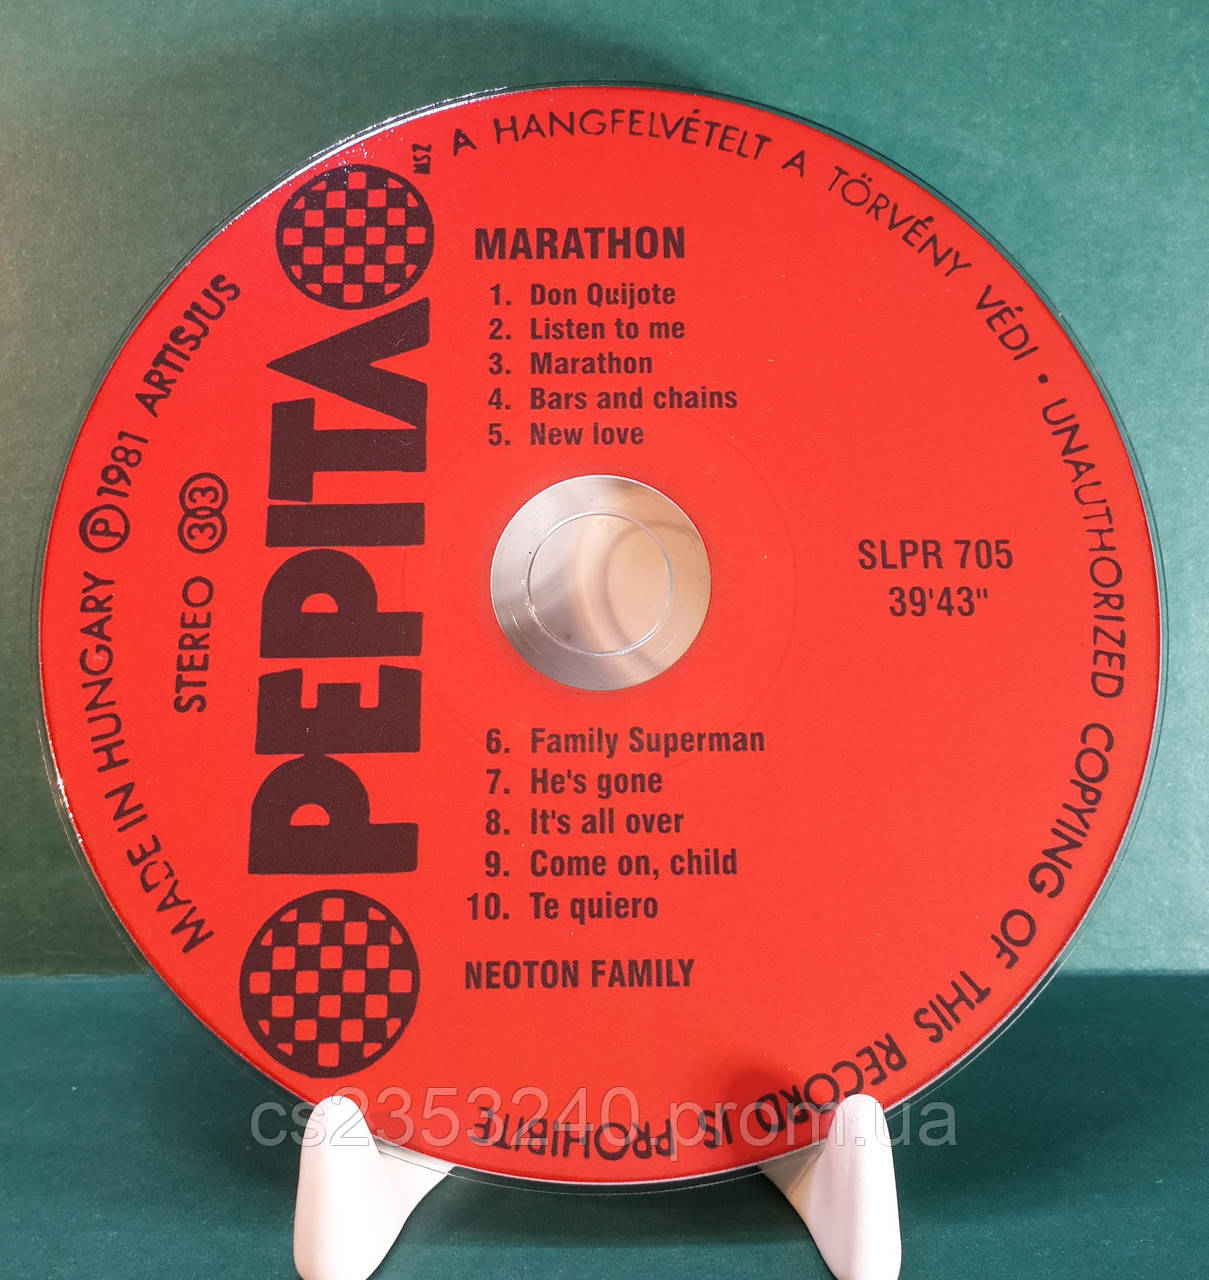 A HANGFELVÉTELT A TÖRVÉNY VÉDI • UNAUTHORIZED COPYING OF THIS RECORD IS PROHIBITE
MADE IN HUNGARY Ⓟ 1981 ARTISJUS
STEREO 33
PEPITA
MSZ
MARATHON
1. Don Quijote
2. Listen to me
3. Marathon
4. Bars and chains
5. New love
SLPR 705
39'43"
6. Family Superman
7. He's gone
8. It's all over
9. Come on, child
10. Te quiero
NEOTON FAMILY
cs2353240.prom.ua